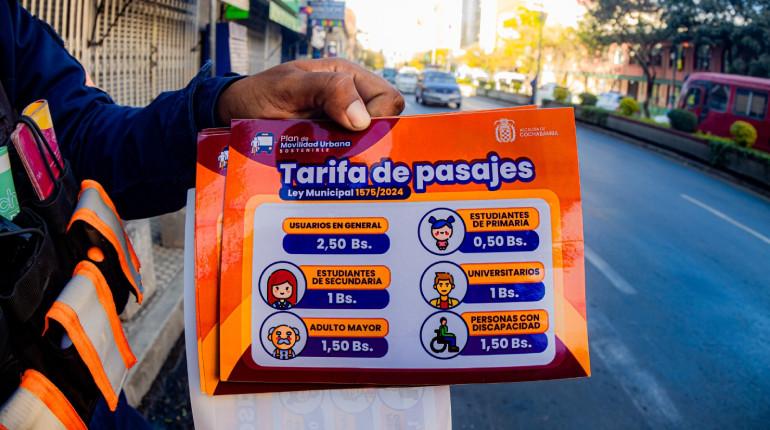 Plan de
Movilidad Urbana
SOSTENIBLE
ALCALDÍA DE
COCHABAMBA
Tarifa de pasajes
Ley Municipal 1575/2024
USUARIOS EN GENERAL
2,50 Bs.
ESTUDIANTES
DE PRIMARIA
0,50 Bs.
ESTUDIANTES
DE SECUNDARIA
1 Bs.
UNIVERSITARIOS
1 Bs.
ADULTO MAYOR
1,50 Bs.
PERSONAS CON
DISCAPACIDAD
1,50 Bs.